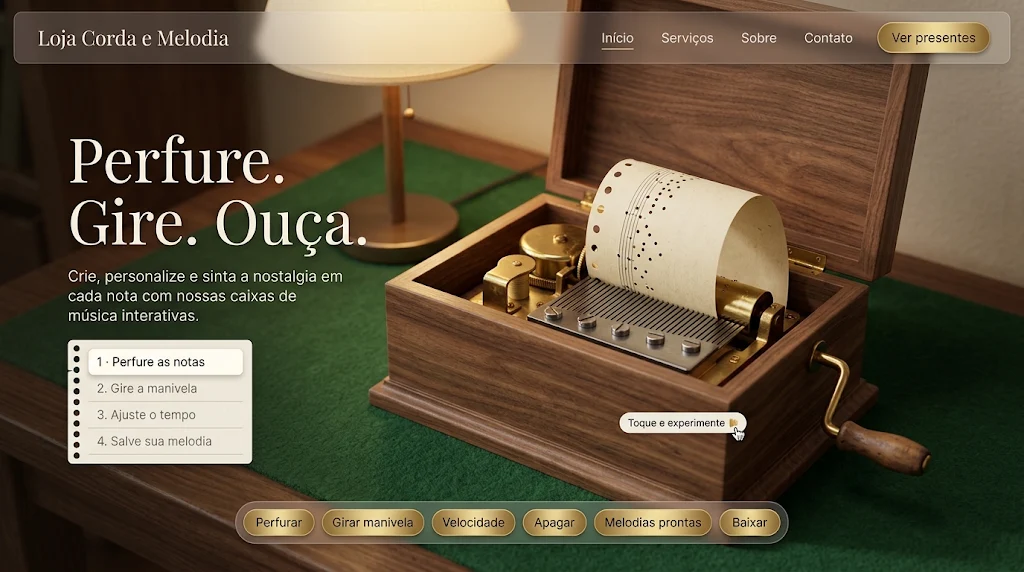 Loja Corda e Melodia
Início
Serviços
Sobre
Contato
Ver presentes
Perfure.
Gire. Ouça.
Crie, personalize e sinta a nostalgia em
cada nota com nossas caixas de
música interativas.
1 · Perfure as notas
2. Gire a manivela
3. Ajuste o tempo
4. Salve sua melodia
Toque e experimente
Perfurar
Girar manivela
Velocidade
Apagar
Melodias prontas
Baixar